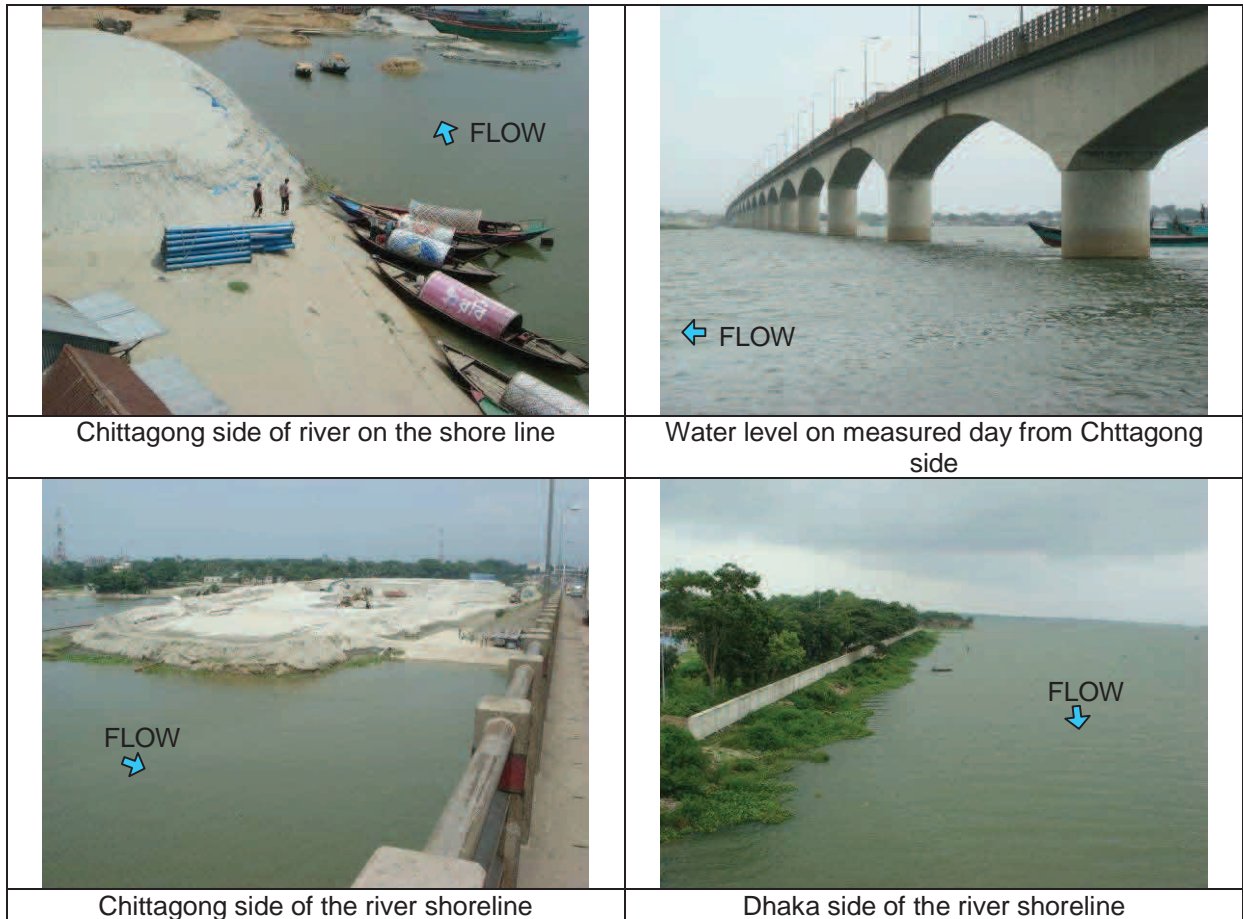 FLOW
রবি
Chittagong side of river on the shore line
FLOW
Water level on measured day from Chttagong
side
FLOW
Chittagong side of the river shoreline
FLOW
Dhaka side of the river shoreline